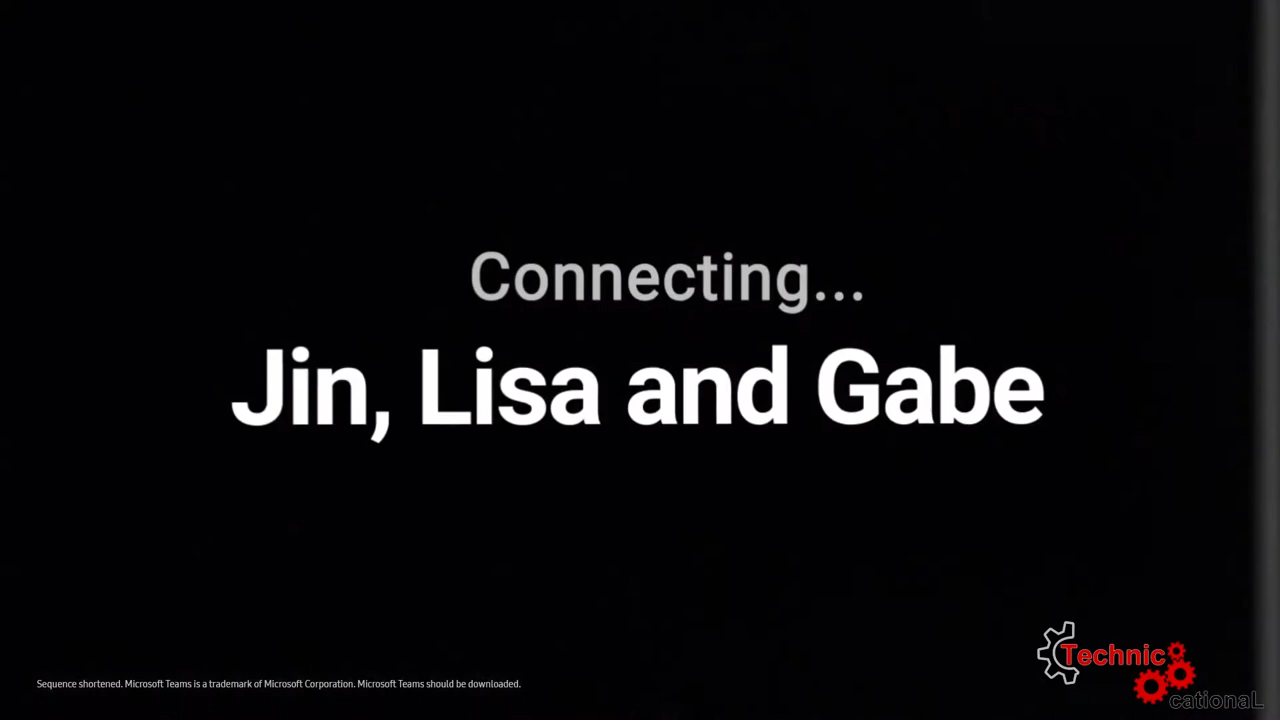 Connecting...
Jin, Lisa and Gabe
Technic
cationaL
Sequence shortened. Microsoft Teams is a trademark of Microsoft Corporation. Microsoft Teams should be downloaded.